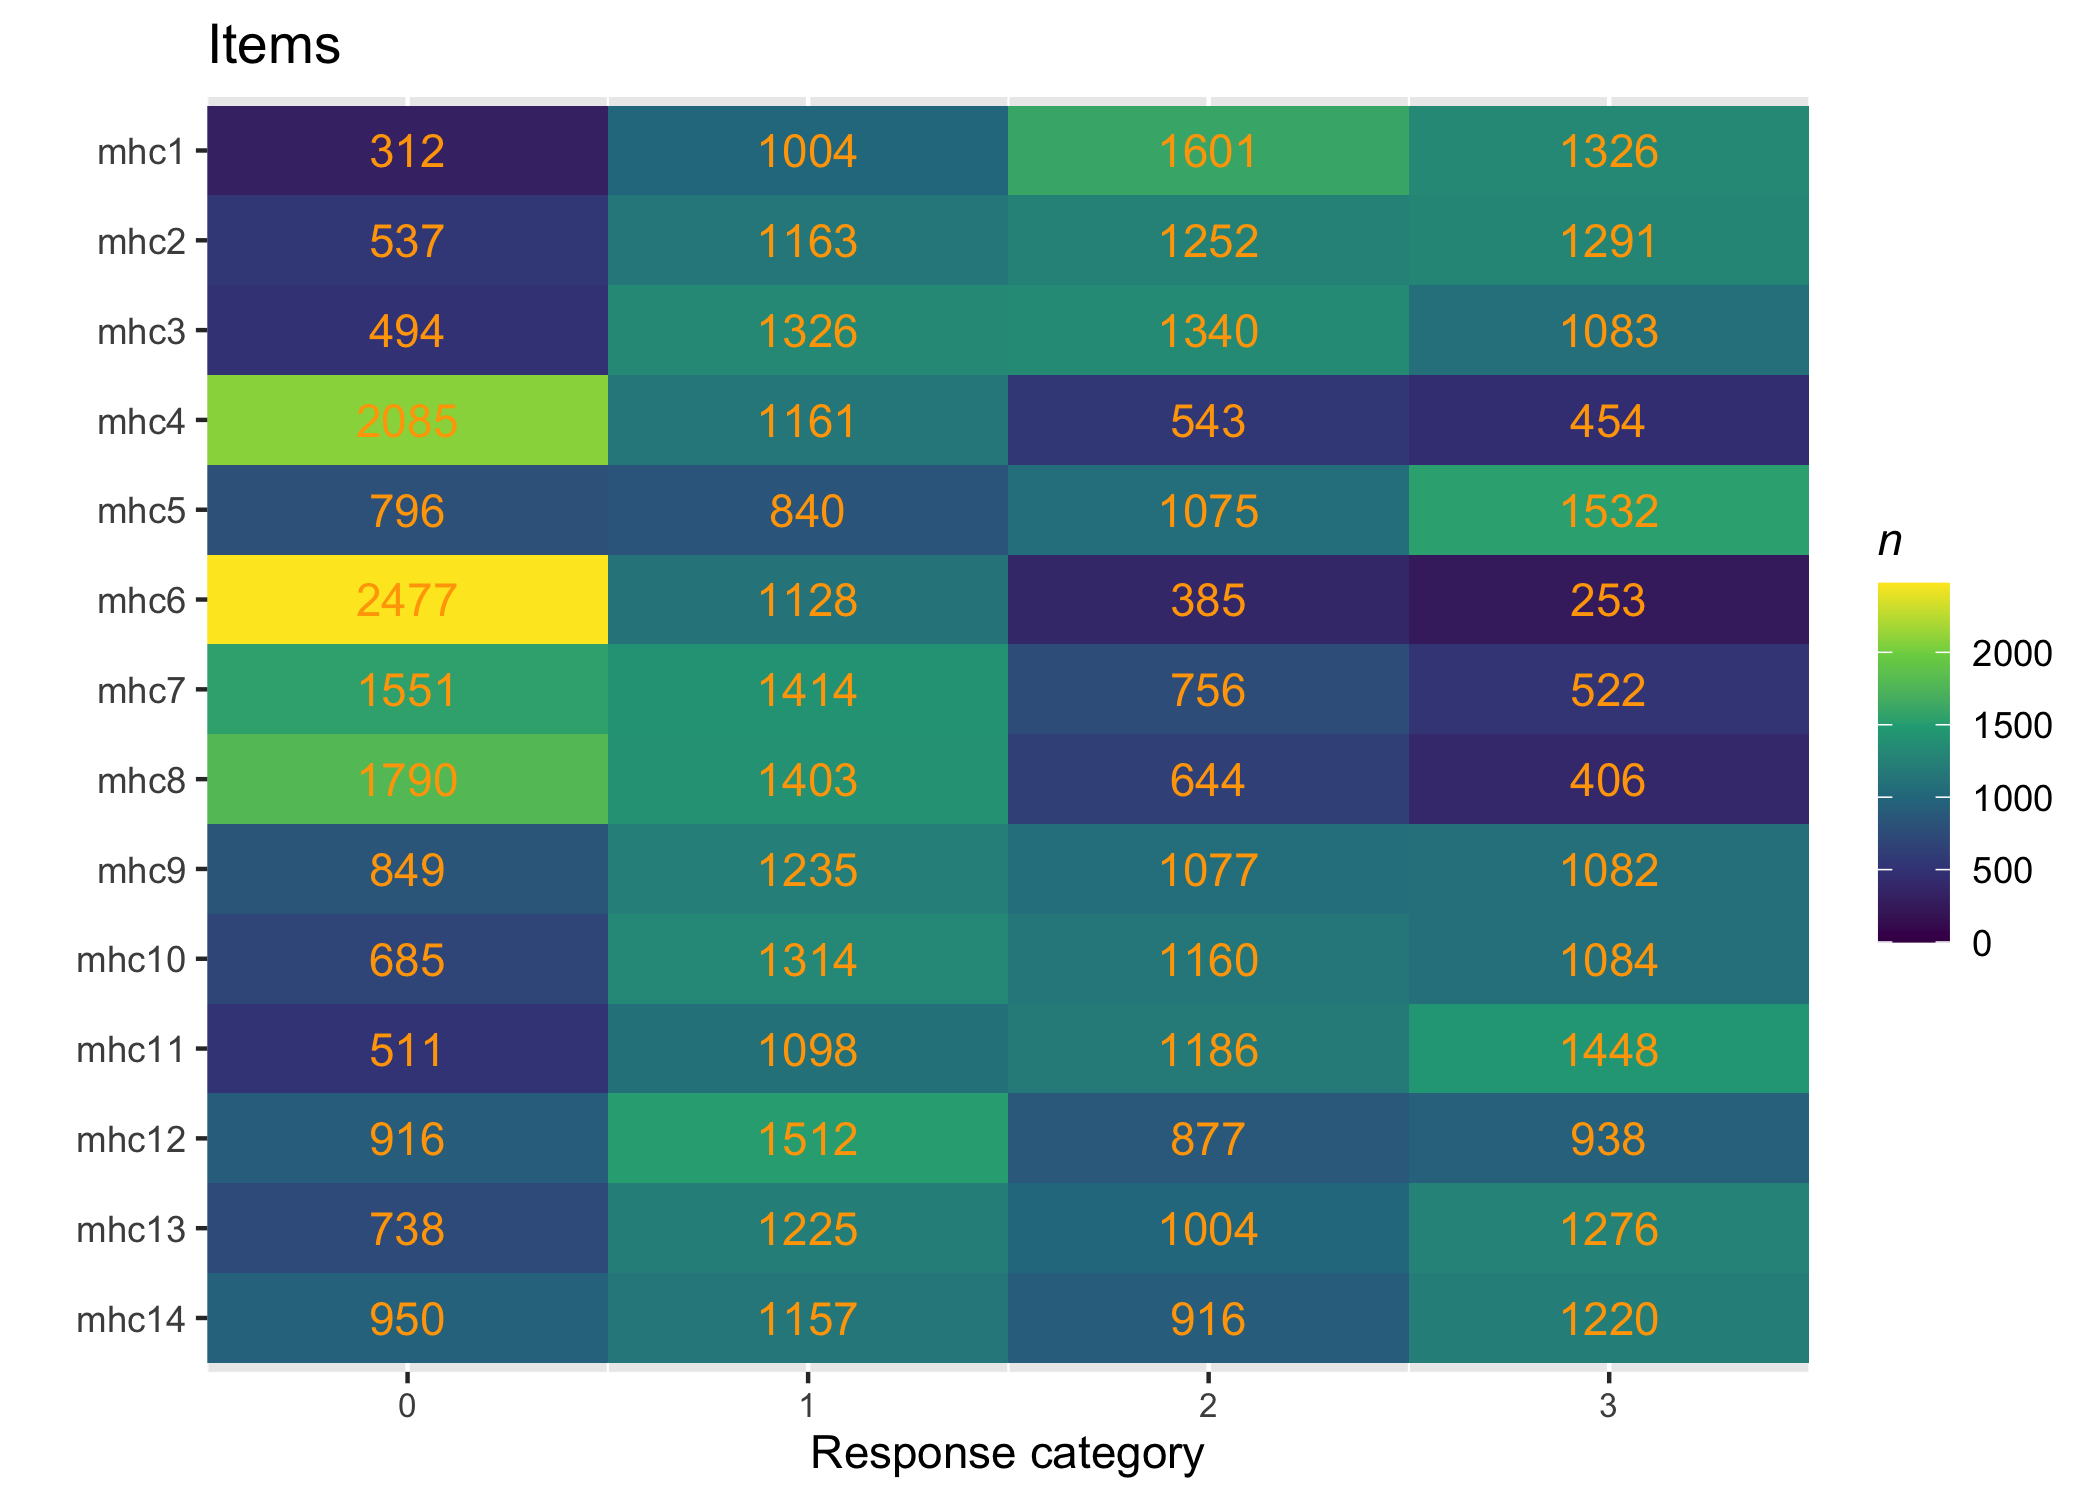 Items
mhc1 312 1004 1601 1326
mhc2 537 1163 1252 1291
mhc3 494 1326 1340 1083
mhc4 2085 1161 543 454
mhc5 796 840 1075 1532
mhc6 2477 1128 385 253
mhc7 1551 1414 756 522
mhc8 1790 1403 644 406
mhc9 849 1235 1077 1082
mhc10 685 1314 1160 1084
mhc11 511 1098 1186 1448
mhc12 916 1512 877 938
mhc13 738 1225 1004 1276
mhc14 950 1157 916 1220
0 1 2 3
Response category
n
2000
1500
1000
500
0